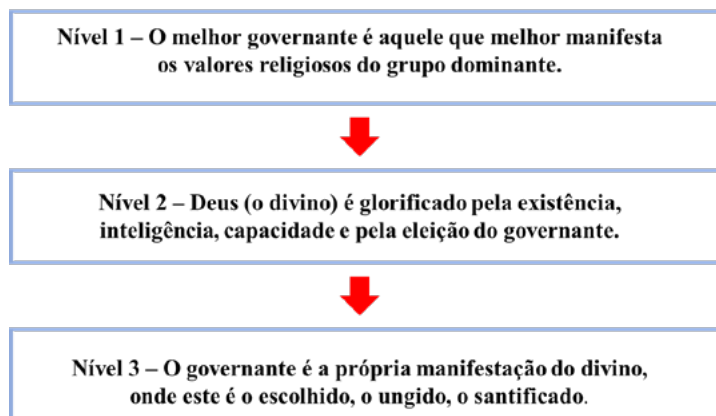 Nível 1 – O melhor governante é aquele que melhor manifesta
os valores religiosos do grupo dominante.
Nível 2 – Deus (o divino) é glorificado pela existência,
inteligência, capacidade e pela eleição do governante.
Nível 3 – O governante é a própria manifestação do divino,
onde este é o escolhido, o ungido, o santificado.